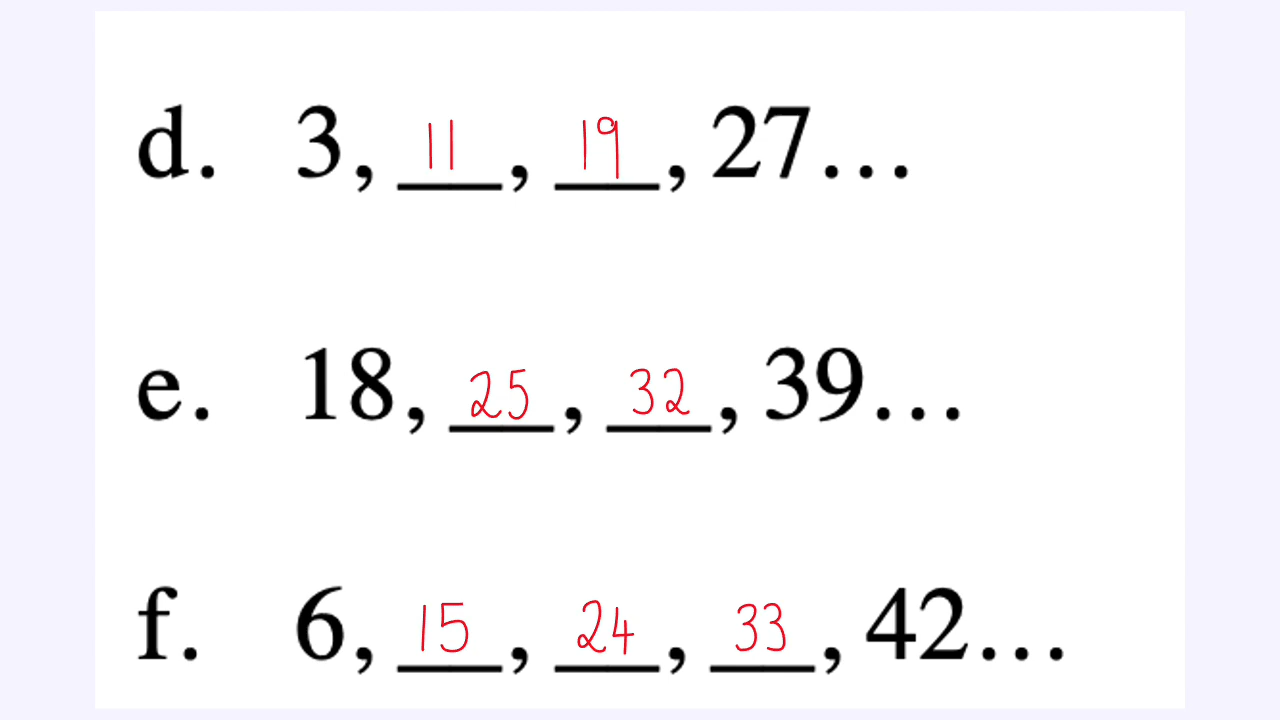 d. 3, 11, 19, 27...
e. 18, 25, 32, 39...
f. 6, 15, 24, 33, 42...